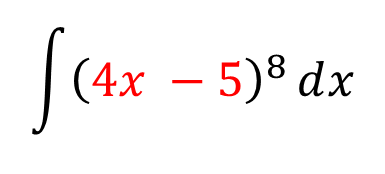 ∫(4x − 5)⁸ dx